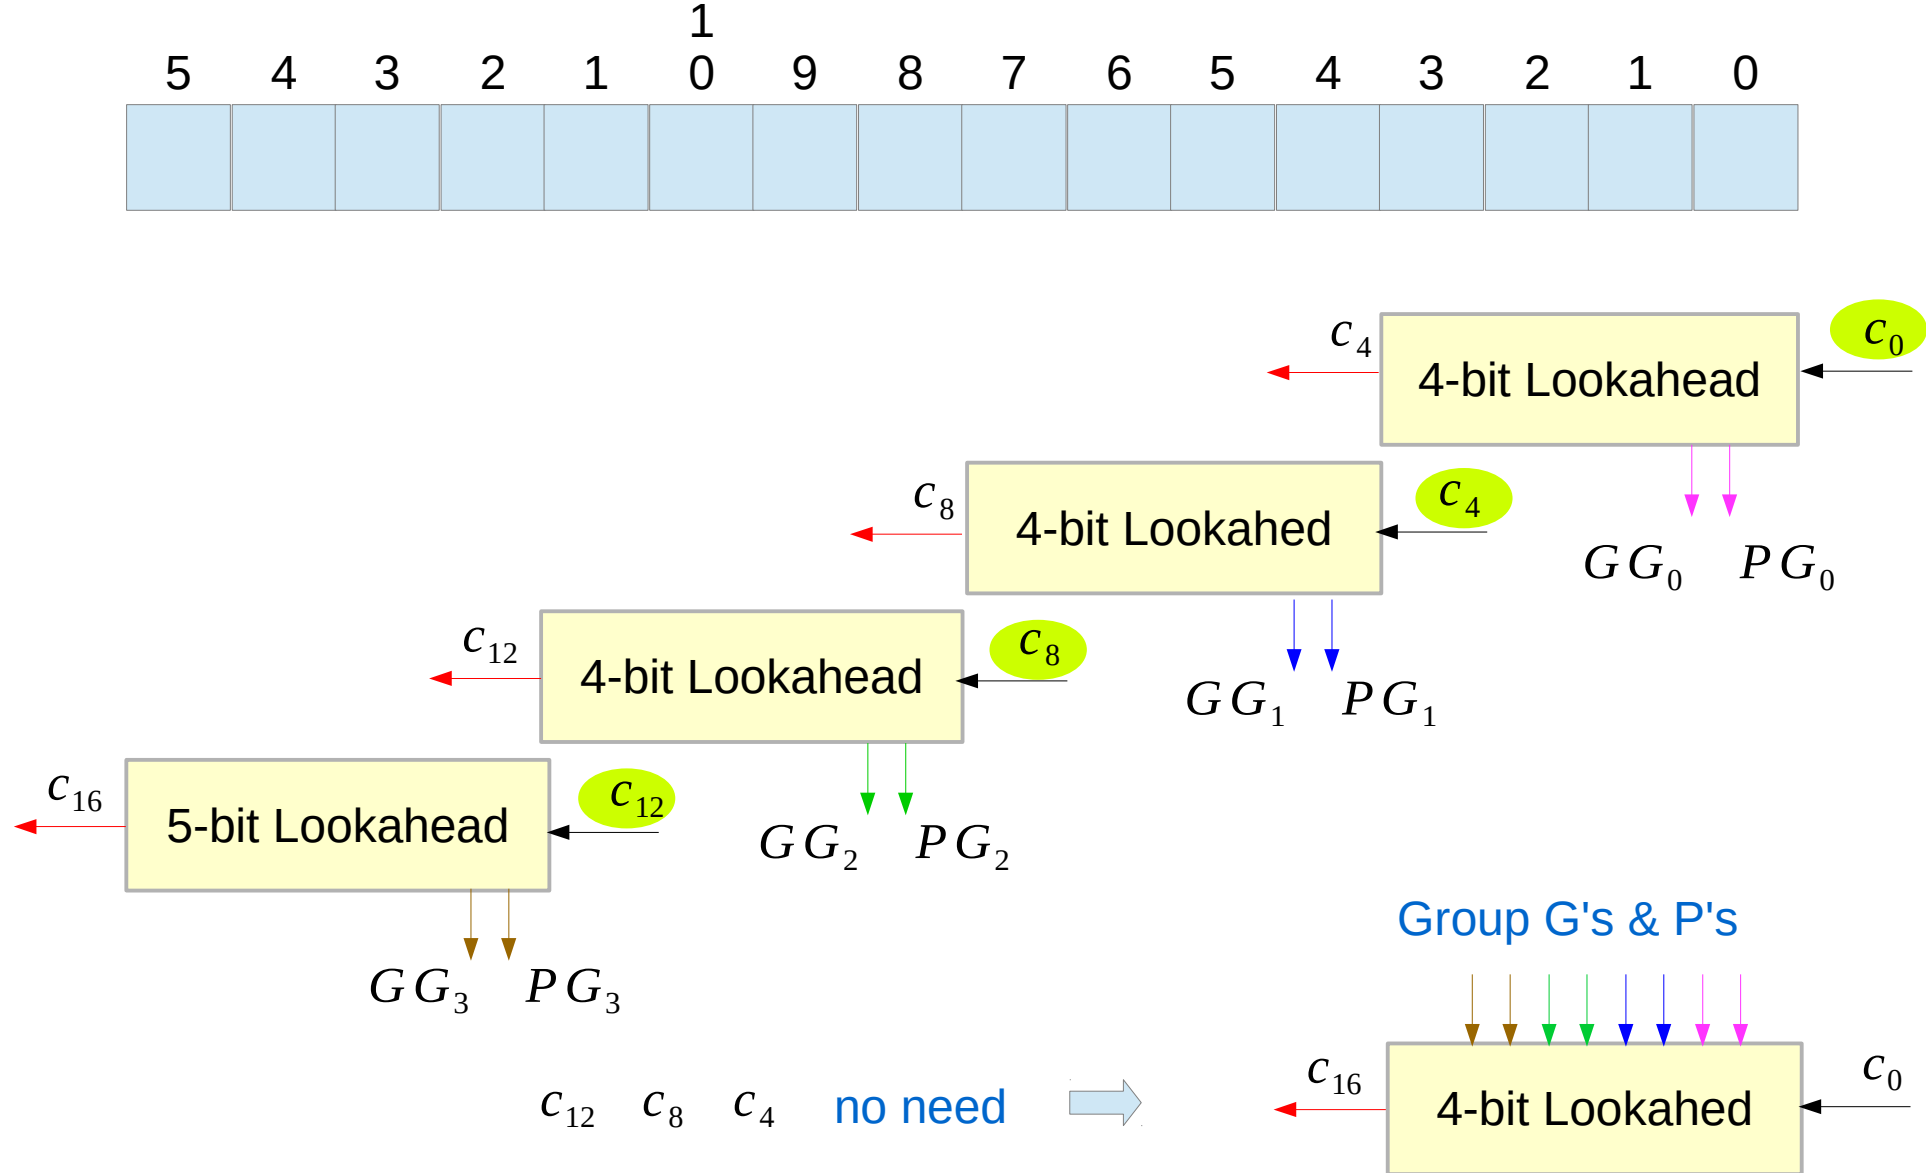 1
5 4 3 2 1 0 9 8 7 6 5 4 3 2 1 0
c4 4-bit Lookahead c0
c8 4-bit Lookahed c4
GG0 PG0
c12 4-bit Lookahead c8
GG1 PG1
c16 5-bit Lookahead c12
GG2 PG2
Group G's & P's
GG3 PG3
c12 c8 c4 no need
c16 4-bit Lookahed c0